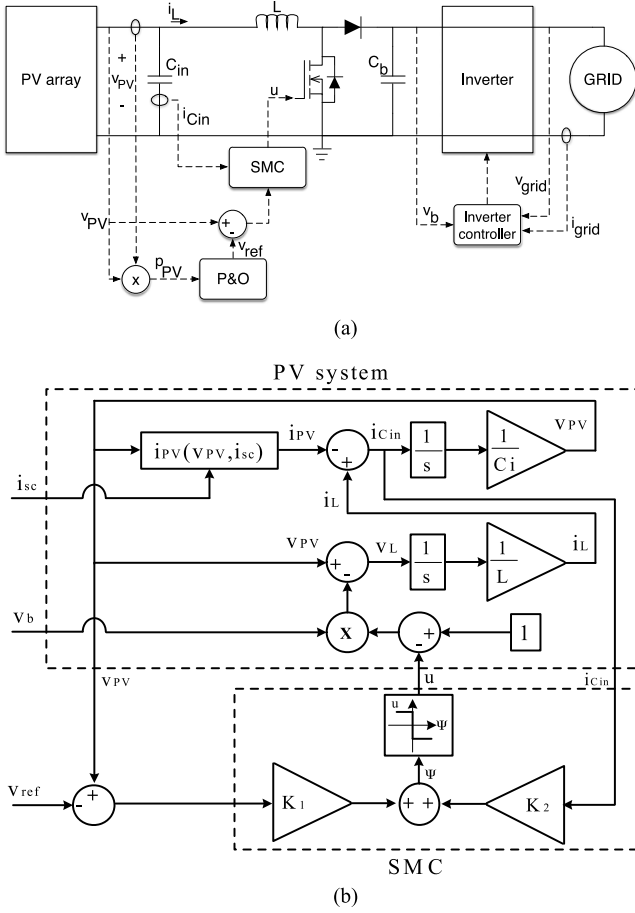 i_L
L
PV array
+
v_PV
-
C_in
i_Cin
u
C_b
Inverter
GRID
SMC
v_PV
+
-
v_ref
p_PV
x
P&O
v_b
Inverter
controller
v_grid
i_grid
(a)
PV system
v_PV
i_PV(v_PV,i_sc)
i_PV
-
+
i_Cin
1
s
1
Ci
i_sc
i_L
v_PV
+
-
v_L
1
s
1
L
i_L
v_b
x
-
+
1
v_PV
u
i_Cin
u
Ψ
Ψ
v_ref
-
+
K_1
+ +
K_2
SMC
(b)